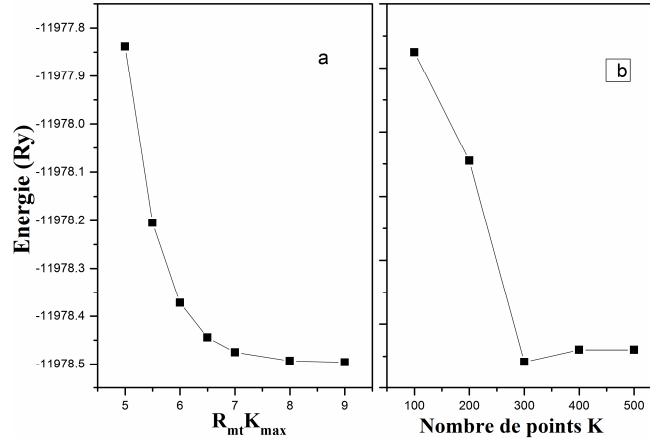 -11977.8
-11977.9
-11978.0
-11978.1
-11978.2
-11978.3
-11978.4
-11978.5
Energie (Ry)
a
5 6 7 8 9
RmtKmax
b
100 200 300 400 500
Nombre de points K